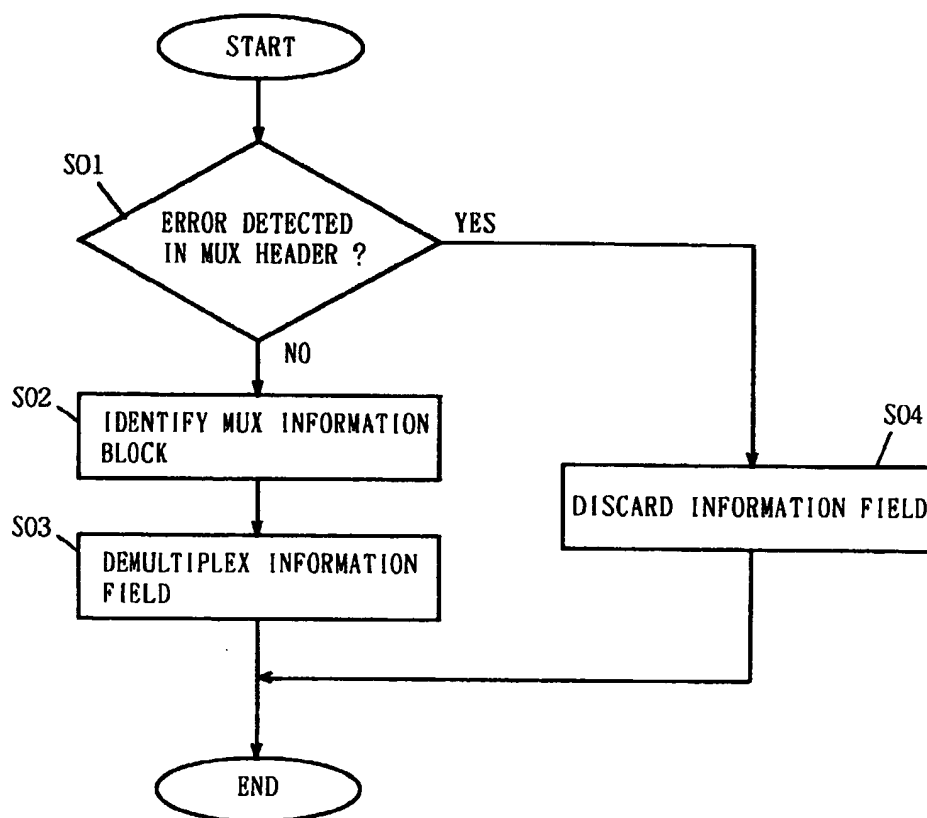 START
S01
ERROR DETECTED
IN MUX HEADER ?
YES
NO
S02
IDENTIFY MUX INFORMATION
BLOCK
S04
DISCARD INFORMATION FIELD
S03
DEMULTIPLEX INFORMATION
FIELD
END